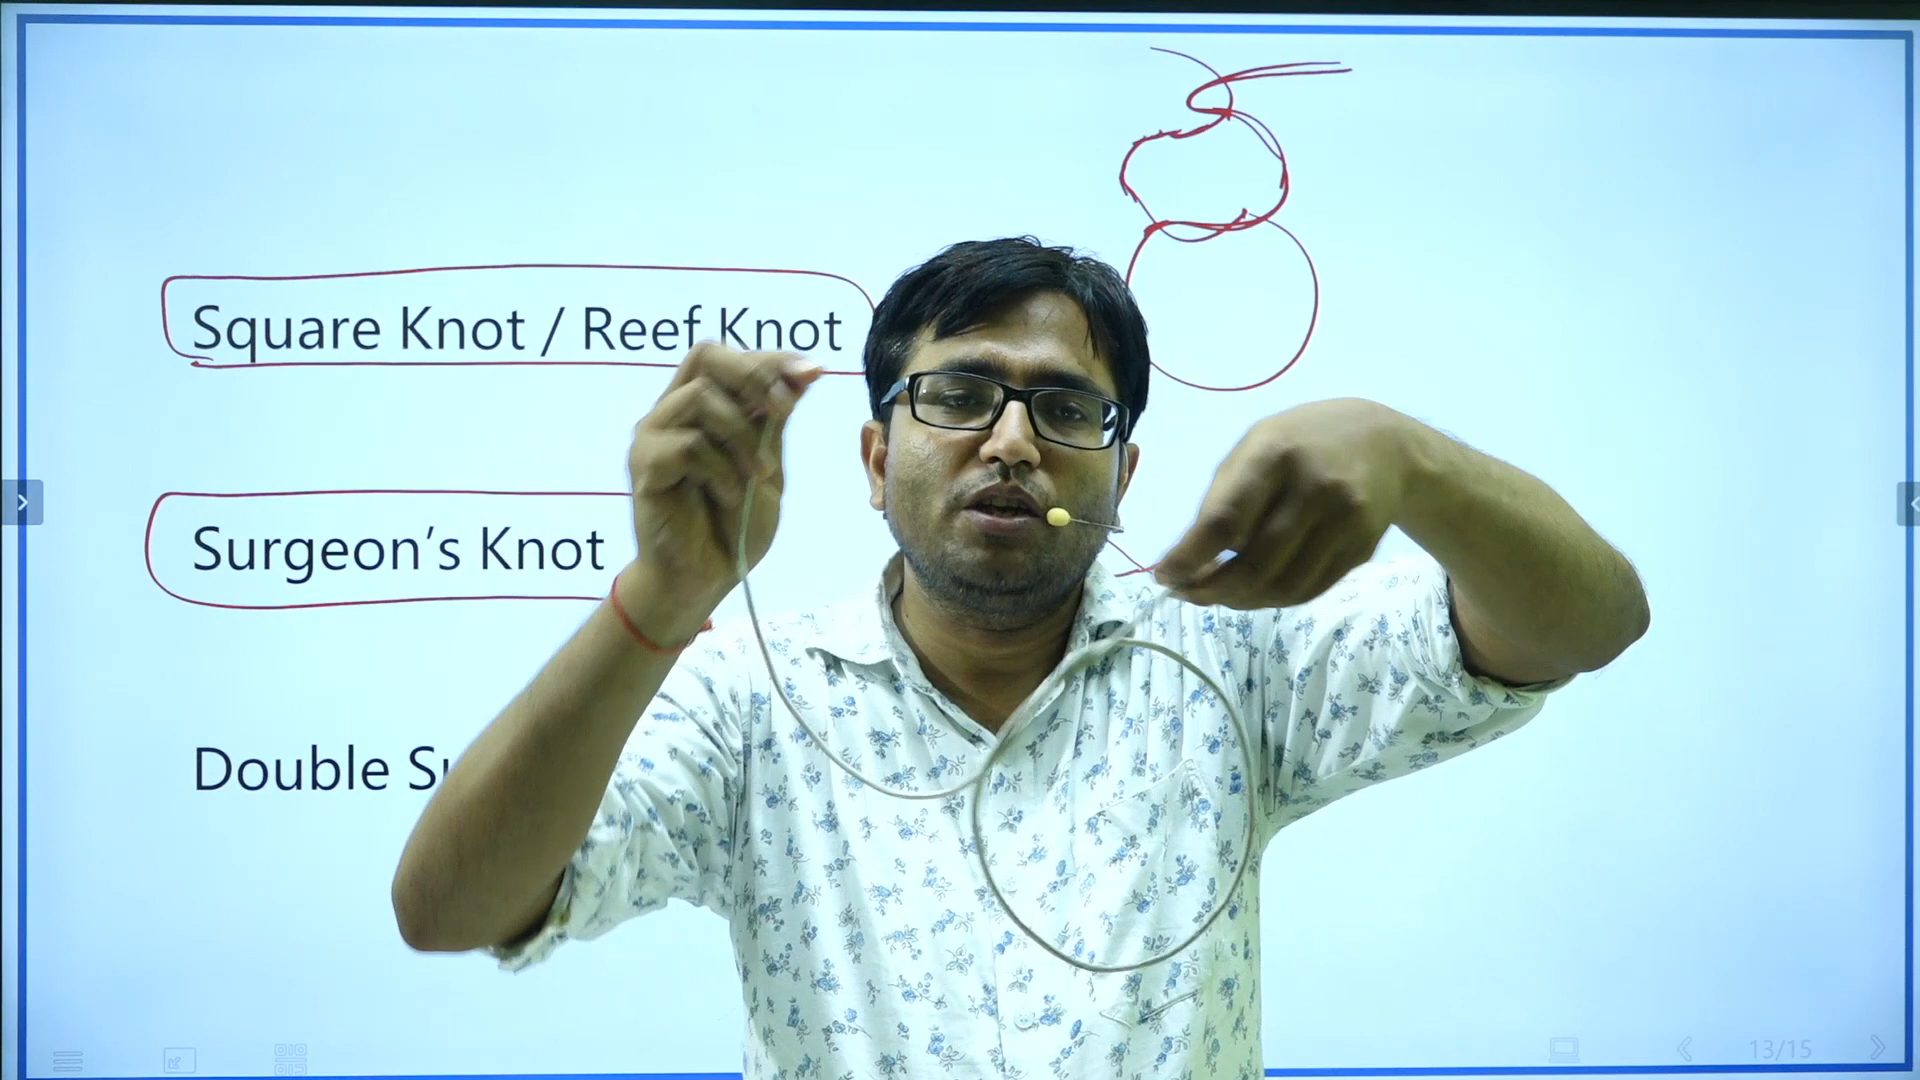 Square Knot / Reef Knot
Surgeon’s Knot
Double
13/15